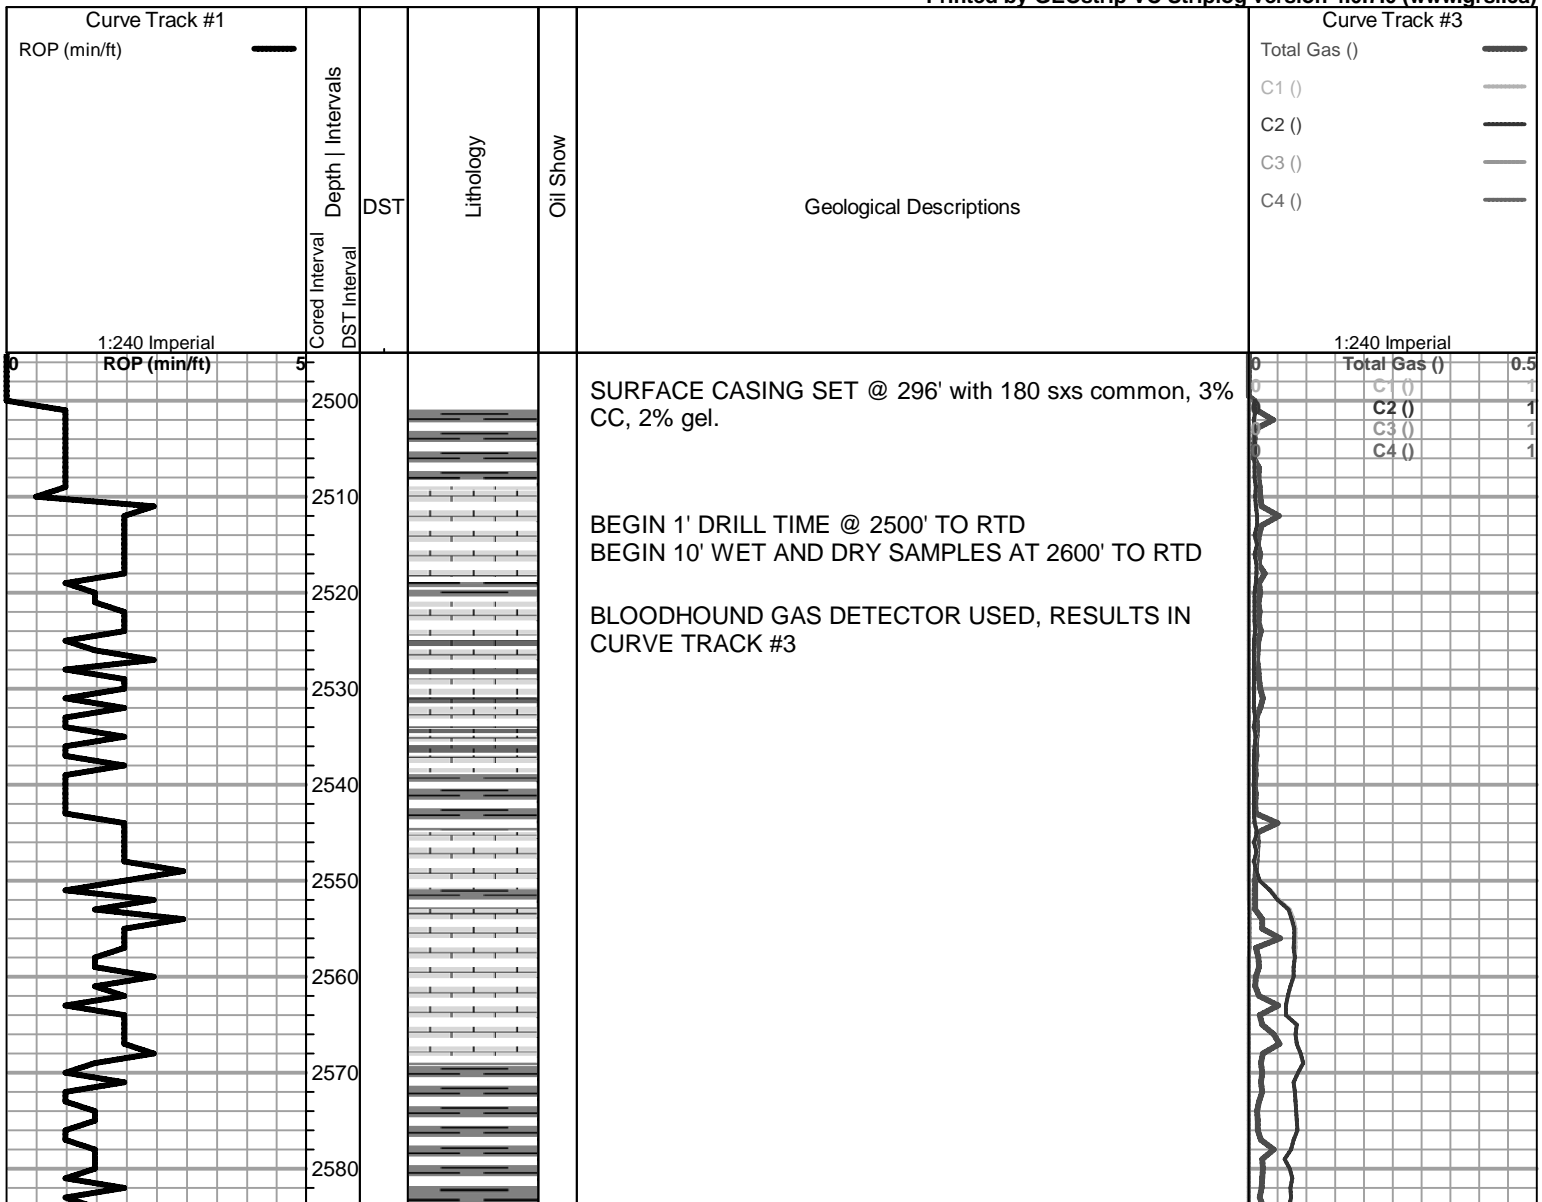 Curve Track #1
ROP (min/ft)
1:240 Imperial
Depth | Intervals
Cored Interval
DST Interval
DST
Lithology
Oil Show
Geological Descriptions
Curve Track #3
Total Gas ()
C1 ()
C2 ()
C3 ()
C4 ()
1:240 Imperial
0 ROP (min/ft) 5
0 Total Gas () 0.5
0 C1 () 1
C2 () 1
0 C3 () 1
0 C4 () 1
SURFACE CASING SET @ 296' with 180 sxs common, 3%
CC, 2% gel.
BEGIN 1' DRILL TIME @ 2500' TO RTD
BEGIN 10' WET AND DRY SAMPLES AT 2600' TO RTD
BLOODHOUND GAS DETECTOR USED, RESULTS IN
CURVE TRACK #3
2500
2510
2520
2530
2540
2550
2560
2570
2580